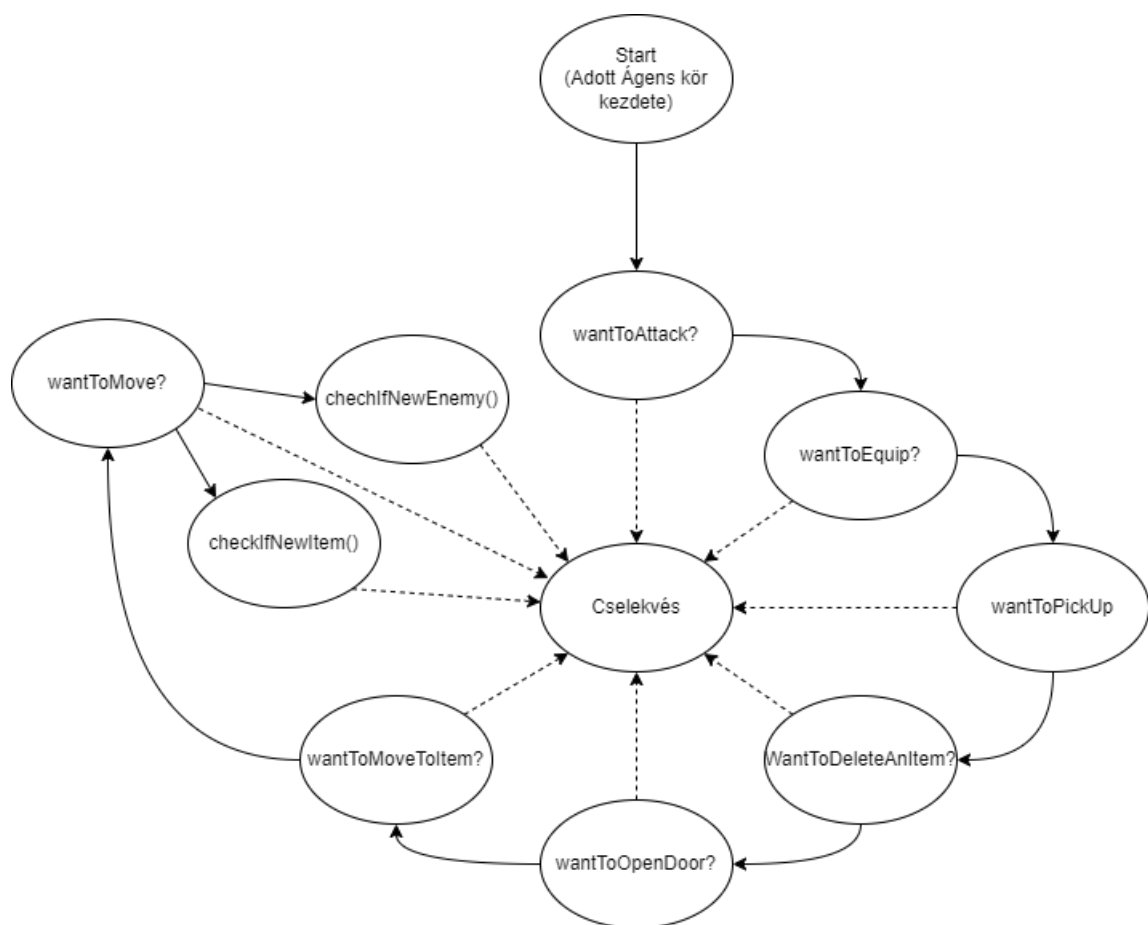 Start
(Adott Ágens kör
kezdete)
wantToAttack?
wantToMove?
chechIfNewEnemy()
wantToEquip?
checkIfNewItem()
Cselekvés
wantToPickUp
wantToMoveToItem?
WantToDeleteAnItem?
wantToOpenDoor?